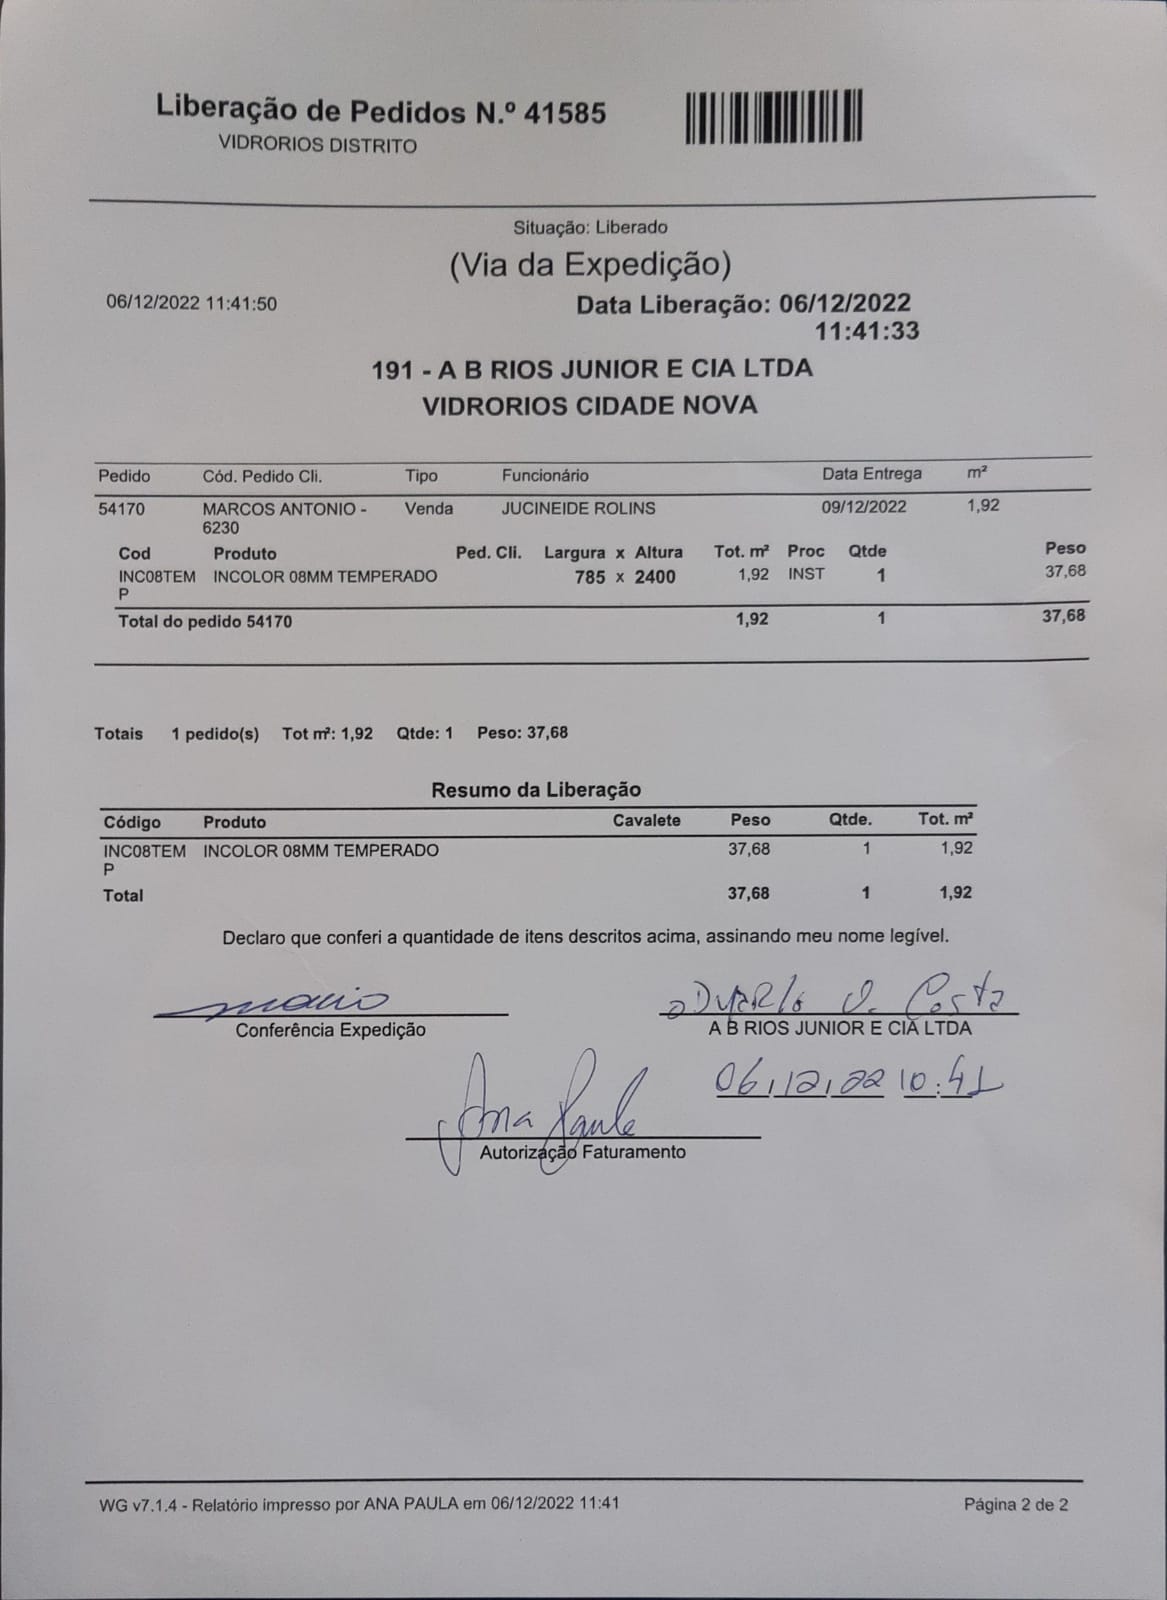 Liberação de Pedidos N.º 41585
VIDRORIOS DISTRITO
Situação: Liberado
(Via da Expedição)
06/12/2022 11:41:50 Data Liberação: 06/12/2022
11:41:33
191 - A B RIOS JUNIOR E CIA LTDA
VIDRORIOS CIDADE NOVA
Pedido Cód. Pedido Cli. Tipo Funcionário Data Entrega m²
54170 MARCOS ANTONIO - Venda JUCINEIDE ROLINS 09/12/2022 1,92
6230
Cod Produto Ped. Cli. Largura x Altura Tot. m² Proc Qtde Peso
INC08TEM INCOLOR 08MM TEMPERADO 785 x 2400 1,92 INST 1 37,68
P
Total do pedido 54170 1,92 1 37,68
Totais 1 pedido(s) Tot m²: 1,92 Qtde: 1 Peso: 37,68
Resumo da Liberação
Código Produto Cavalete Peso Qtde. Tot. m²
INC08TEM INCOLOR 08MM TEMPERADO 37,68 1 1,92
P
Total 37,68 1 1,92
Declaro que conferi a quantidade de itens descritos acima, assinando meu nome legível.
Costa
Conferência Expedição A B RIOS JUNIOR E CIA LTDA
06,12,22 10:41
Ana Paula
Autorização Faturamento
WG v7.1.4 - Relatório impresso por ANA PAULA em 06/12/2022 11:41 Página 2 de 2